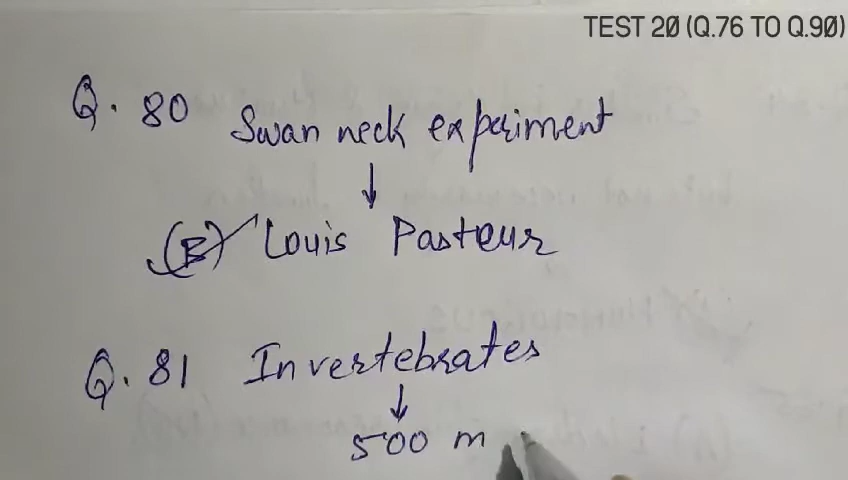 TEST 20 (Q.76 TO Q.90)
Q. 80 Swan neck experiment
↓
(B) Louis Pasteur
Q. 81 Invertebrates
↓
500 m